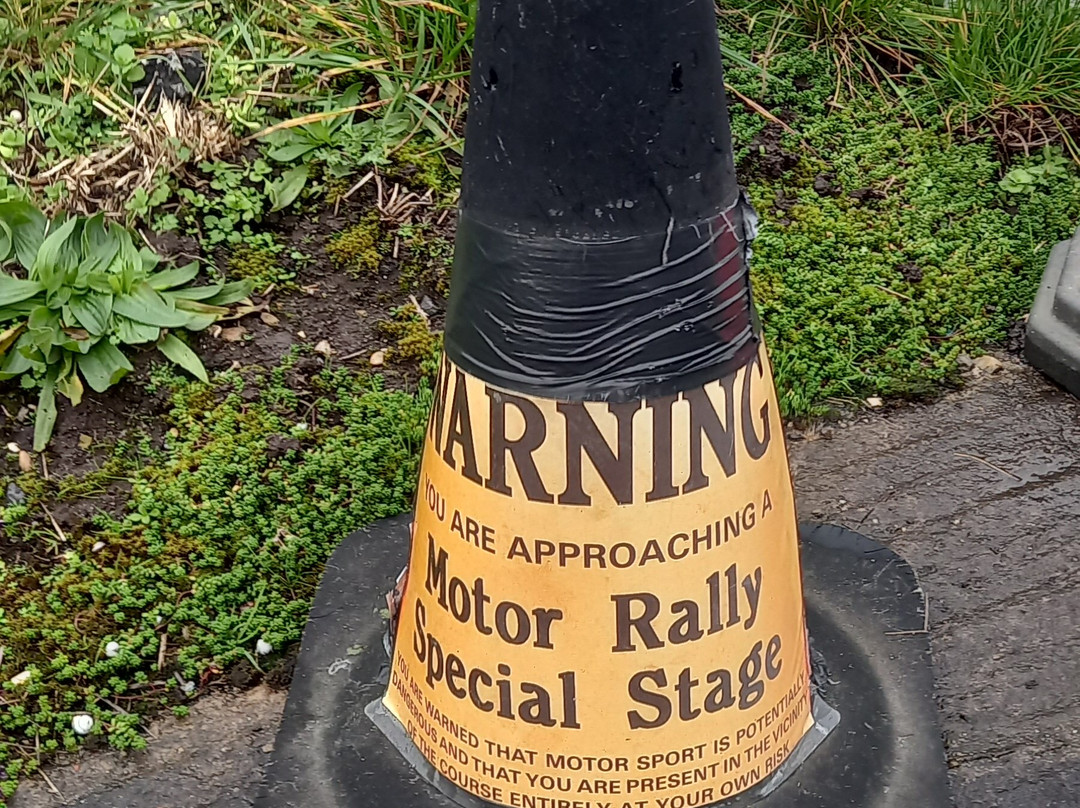 WARNING
YOU ARE APPROACHING A
Motor Rally
Special Stage
YOU ARE WARNED THAT MOTOR SPORT IS POTENTIALLY
DANGEROUS AND THAT YOU ARE PRESENT IN THE VICINITY
OF THE COURSE ENTIRELY AT YOUR OWN RISK